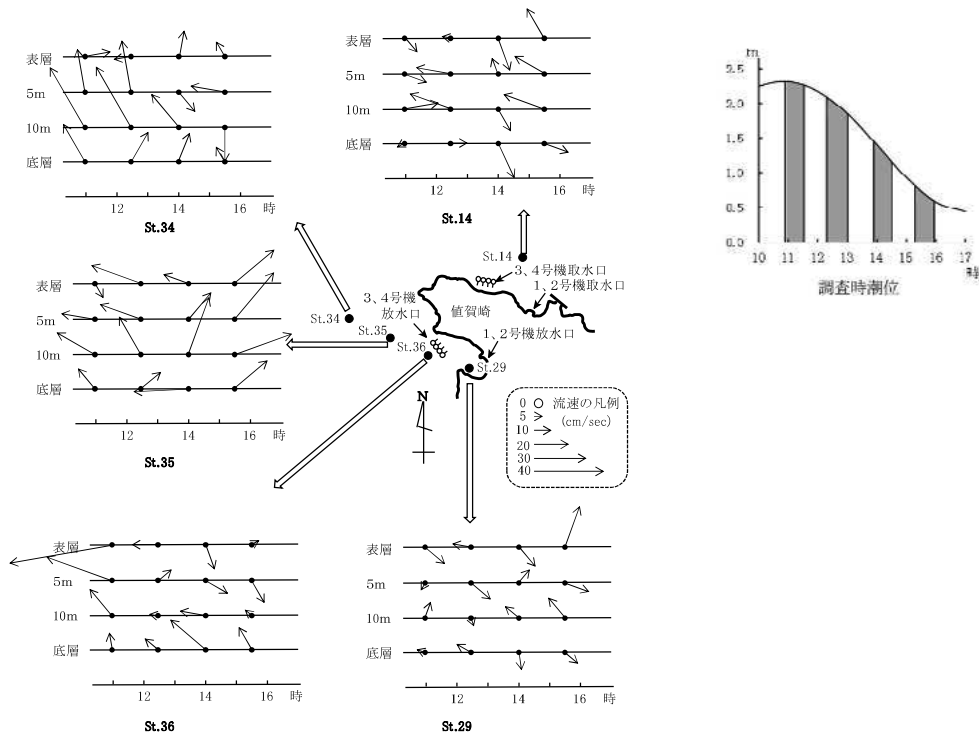 表層
5m
10m
底層
12 14 16 時
St.34
表層
5m
10m
底層
12 14 16 時
St.14
m
2.5
2.0
1.5
1.0
0.5
0.0
10 11 12 13 14 15 16 17
時
調査時潮位
St.14
3、4号機取水口
1、2号機取水口
値賀崎
3、4号機
放水口
1、2号機放水口
St.34
St.35
St.36
St.29
表層
5m
10m
底層
12 14 16 時
St.35
N
0 流速の凡例
5 (cm/sec)
10
20
30
40
表層
5m
10m
底層
12 14 16 時
St.36
表層
5m
10m
底層
12 14 16 時
St.29